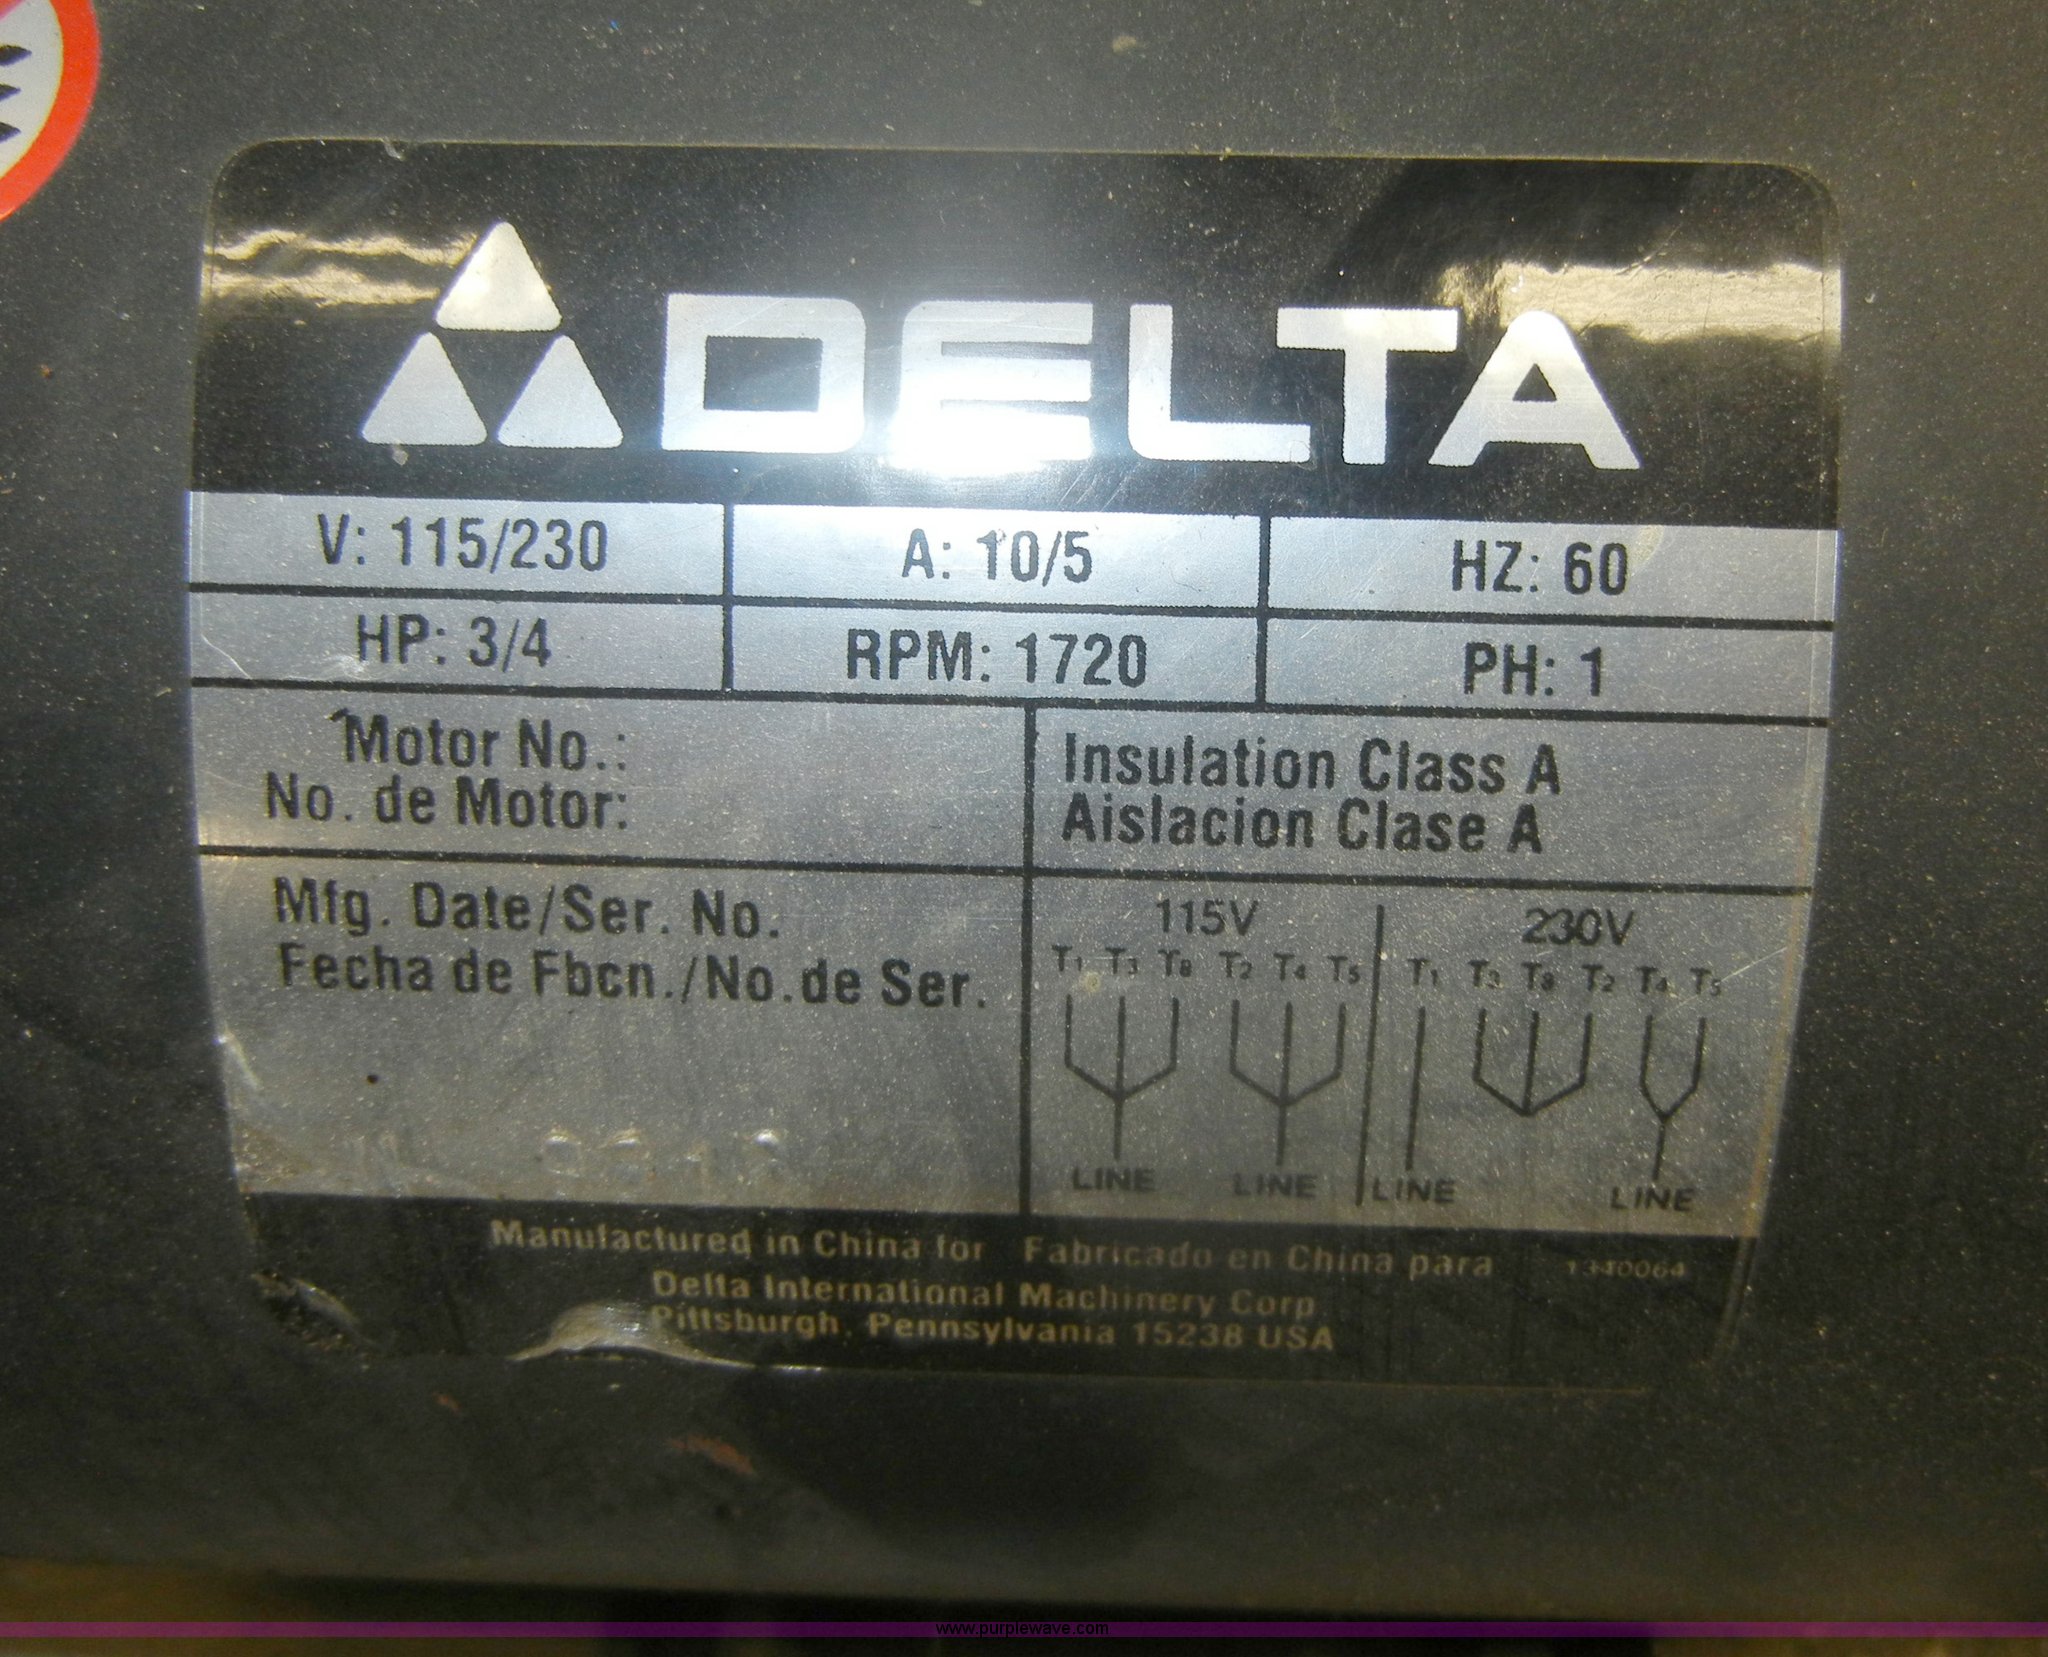 DELTA
V: 115/230
A: 10/5
HZ: 60
HP: 3/4
RPM: 1720
PH: 1
Motor No.:
No. de Motor:
Insulation Class A
Aislacion Clase A
Mfg. Date/Ser. No.
Fecha de Fbcn./No.de Ser.
115V 230V
T1 T3 T8 T2 T4 T5 T1 T3 T8 T2 T4 T5
LINE LINE LINE LINE
Manufactured in China for Fabricado en China para 1340064
Delta International Machinery Corp
Pittsburgh, Pennsylvania 15238 USA
www.purplewave.com